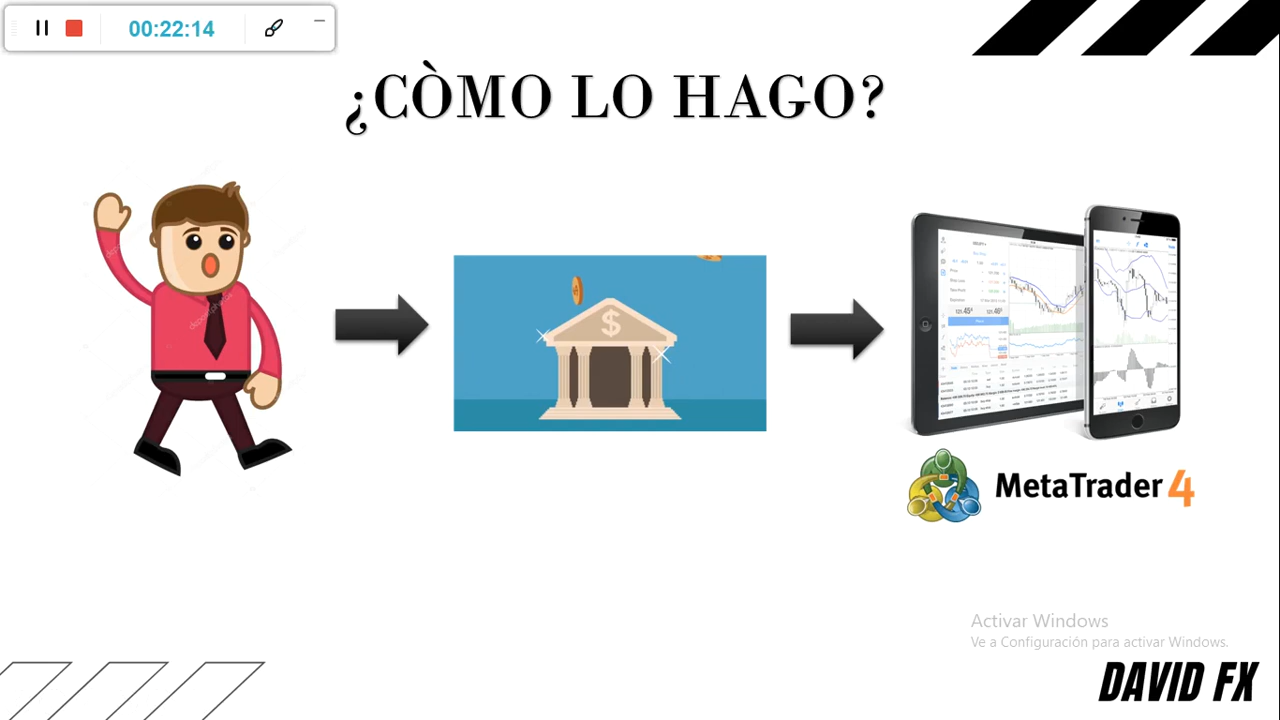 00:22:14
¿CÒMO LO HAGO?
$
MetaTrader 4
Activar Windows
Ve a Configuración para activar Windows.
DAVID FX